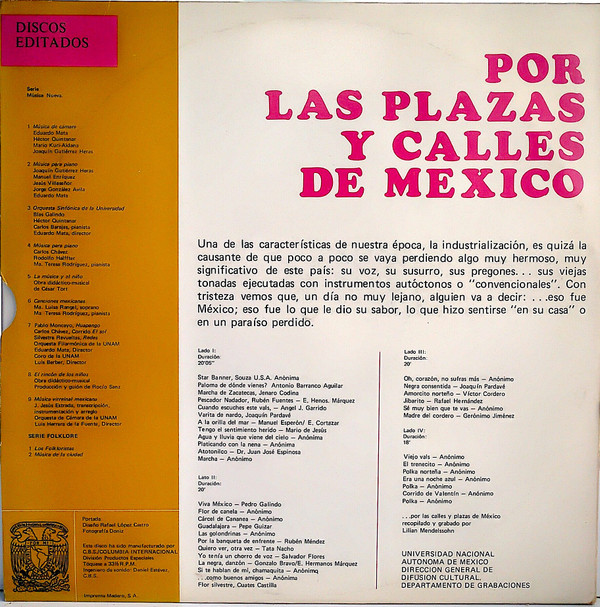 DISCOS
EDITADOS
Serie
Música Nueva
1 Música de cámara
Eduardo Mata
Héctor Quintanar
Mario Kuri-Aldana
Joaquín Gutiérrez Heras
2 Música para piano
Joaquín Gutiérrez Heras
Manuel Enríquez
Jesús Villaseñor
Jorge González Avila
Eduardo Mata
3 Orquesta Sinfónica de la Universidad
Blas Galindo
Héctor Quintanar
Carlos Barajas, pianista
Eduardo Mata, director
4 Música para piano
Carlos Chávez
Rodolfo Halffter
Ma. Teresa Rodríguez, pianista
5 La música y el niño
Obra didáctico-musical
de César Tort
6 Canciones mexicanas
Ma. Luisa Rangel, soprano
Ma. Teresa Rodríguez, pianista
7 Pablo Moncayo, Huapango
Carlos Chávez, Corrido El sol
Silvestre Revueltas, Redes
Orquesta Filarmónica de la UNAM
Eduardo Mata, Director
Coro de la UNAM
Luis Berber, Director
8 El rincón de los niños
Obra didáctico-musical
Producción y guión de Rocío Sanz
9 Música virreinal mexicana
J. Jesús Estrada, transcripción,
instrumentación y arreglo
Orquesta de Cámara de la UNAM
Luis Herrera de la Fuente, Director
SERIE FOLKLORE
1 Los Folkloristas
2 Música de la ciudad
Portada
Diseño Rafael López Castro
Fotografía
Este disco ha sido manufacturado por
C.B.S./COLUMBIA INTERNACIONAL
División Productos Especiales
Tóquese a 33⅓ R.P.M.
Ingeniero de sonido: Daniel Estévez,
C.B.S.
Imprenta Madero, S. A.
POR
LAS PLAZAS
Y CALLES
DE MEXICO
Una de las características de nuestra época, la industrialización, es quizá la
causante de que poco a poco se vaya perdiendo algo muy hermoso, muy
significativo de este país: su voz, su susurro, sus pregones. . . sus viejas
tonadas ejecutadas con instrumentos autóctonos o "convencionales". Con
tristeza vemos que, un día no muy lejano, alguien va a decir: . . .eso fue
México; eso fue lo que le dio su sabor, lo que hizo sentirse "en su casa" o
en un paraíso perdido.
Lado I:
Duración:
20'05"
Star Banner, Souza U.S.A. Anónima
Paloma de dónde vienes? Antonio Barranco Aguilar
Marcha de Zacatecas, Jenaro Codina
Pescador Nadador, Rubén Fuentes — E. Henos. Márquez
Cuando escuches este vals, — Angel J. Garrido
Varita de nardo, Joaquín Pardavé
A la orilla del mar — Manuel Esperón/ E. Cortazar
Tengo el sentimiento herido — Mario de Jesús
Agua y lluvia que viene del cielo — Anónima
Platicando con la nena — Anónima
Atotonilco — Dr. Juan José Espinosa
Marcha — Anónima
Lato II:
Duración:
20'
Viva México — Pedro Galindo
Flor de canela — Anónimo
Cárcel de Cananea — Anónimo
Guadalajara — Pepe Guizar
Las golondrinas — Anónimo
Por la banqueta de enfrente — Rubén Méndez
Quiero ver, otra vez — Tata Nacho
Yo tenía un chorro de voz — Salvador Flores
La negra, danzón — Gonzalo Bravo/E. Hermanos Márquez
Si te hablan de mí, chamaquita — Anónima
. . .como buenos amigos — Anónima
Flor silvestre, Cuates Castilla
Lado III:
Duración:
20'
Oh, corazón, no sufras más — Anónimo
Negra consentida — Joaquín Pardavé
Amorcito norteño — Víctor Cordero
Jibarito — Rafael Hernández
Sé muy bien que te vas — Anónimo
Madre del cordero — Gerónimo Jiménez
Lado IV:
Duración:
18'
Viejo vals — Anónimo
El trenecito — Anónimo
Polkita norteña — Anónimo
Era una noche azul — Anónimo
Polka — Anónimo
Corrido de Valentín — Anónimo
Polka — Anónimo
. . .por las calles y plazas de México
recopilado y grabado por
Lilian Mendelssohn
UNIVERSIDAD NACIONAL
AUTONOMA DE MEXICO
DIRECCION GENERAL DE
DIFUSION CULTURAL.
DEPARTAMENTO DE GRABACIONES